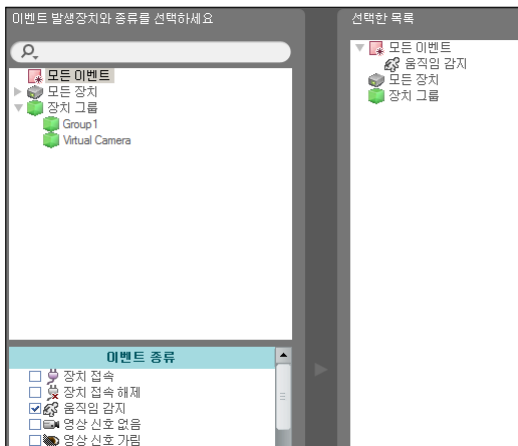 이벤트 발생장치와 종류를 선택하세요
모든 이벤트
모든 장치
장치 그룹
Group1
Virtual Camera
이벤트 종류
장치 접속
장치 접속 해제
움직임 감지
영상 신호 없음
영상 신호 가림
선택한 목록
모든 이벤트
움직임 감지
모든 장치
장치 그룹